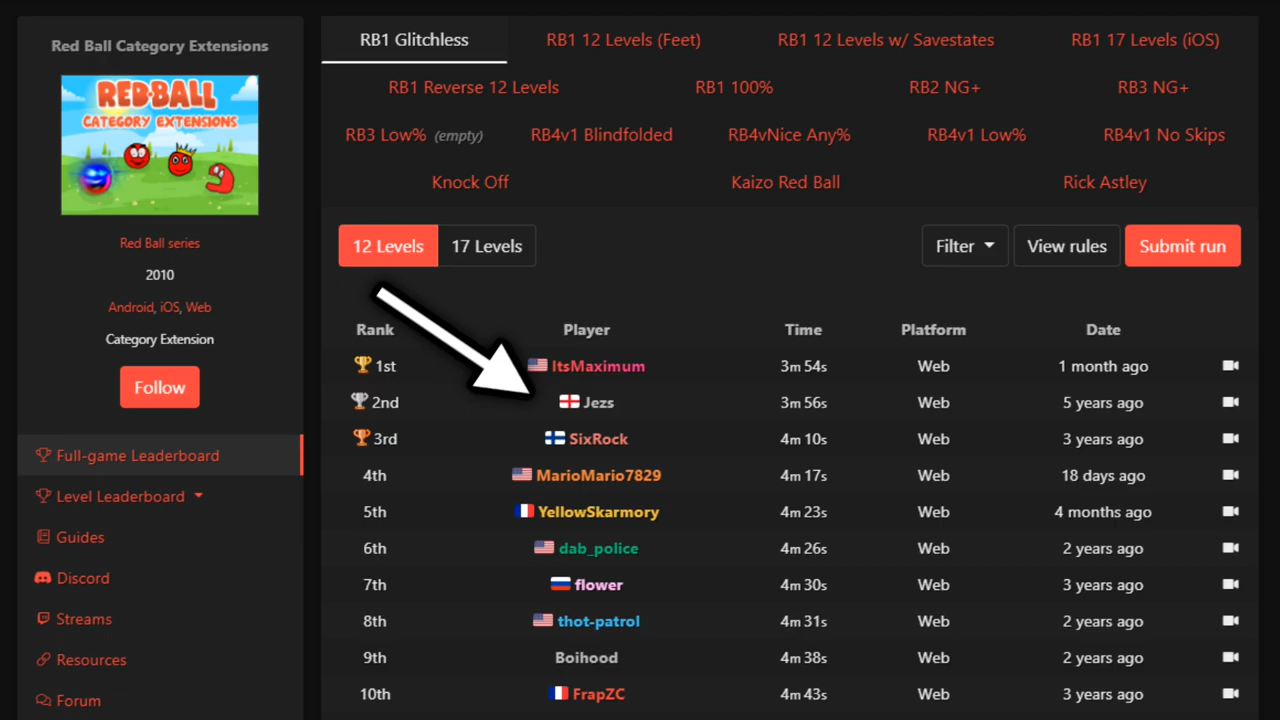 Red Ball Category Extensions
RED BALL
CATEGORY EXTENSIONS
Red Ball series
2010
Android, iOS, Web
Category Extension
Follow
Full-game Leaderboard
Level Leaderboard
Guides
Discord
Streams
Resources
Forum
RB1 Glitchless RB1 12 Levels (Feet) RB1 12 Levels w/ Savestates RB1 17 Levels (iOS)
RB1 Reverse 12 Levels RB1 100% RB2 NG+ RB3 NG+
RB3 Low% (empty) RB4v1 Blindfolded RB4vNice Any% RB4v1 Low% RB4v1 No Skips
Knock Off Kaizo Red Ball Rick Astley
12 Levels 17 Levels Filter View rules Submit run
Rank Player Time Platform Date
1st ItsMaximum 3m 54s Web 1 month ago
2nd Jezs 3m 56s Web 5 years ago
3rd SixRock 4m 10s Web 3 years ago
4th MarioMario7829 4m 17s Web 18 days ago
5th YellowSkarmory 4m 23s Web 4 months ago
6th dab_police 4m 26s Web 2 years ago
7th flower 4m 30s Web 3 years ago
8th thot-patrol 4m 31s Web 2 years ago
9th Boihood 4m 38s Web 2 years ago
10th FrapZC 4m 43s Web 3 years ago